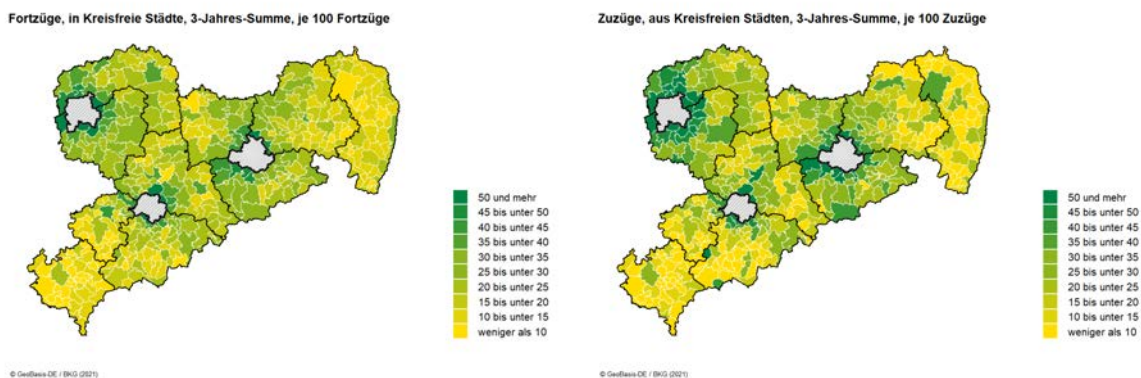 Fortzüge, in Kreisfreie Städte, 3-Jahres-Summe, je 100 Fortzüge
50 und mehr
45 bis unter 50
40 bis unter 45
35 bis unter 40
30 bis unter 35
25 bis unter 30
20 bis unter 25
15 bis unter 20
10 bis unter 15
weniger als 10
© GeoBasis-DE / BKG (2021)
Zuzüge, aus Kreisfreien Städten, 3-Jahres-Summe, je 100 Zuzüge
50 und mehr
45 bis unter 50
40 bis unter 45
35 bis unter 40
30 bis unter 35
25 bis unter 30
20 bis unter 25
15 bis unter 20
10 bis unter 15
weniger als 10
© GeoBasis-DE / BKG (2021)